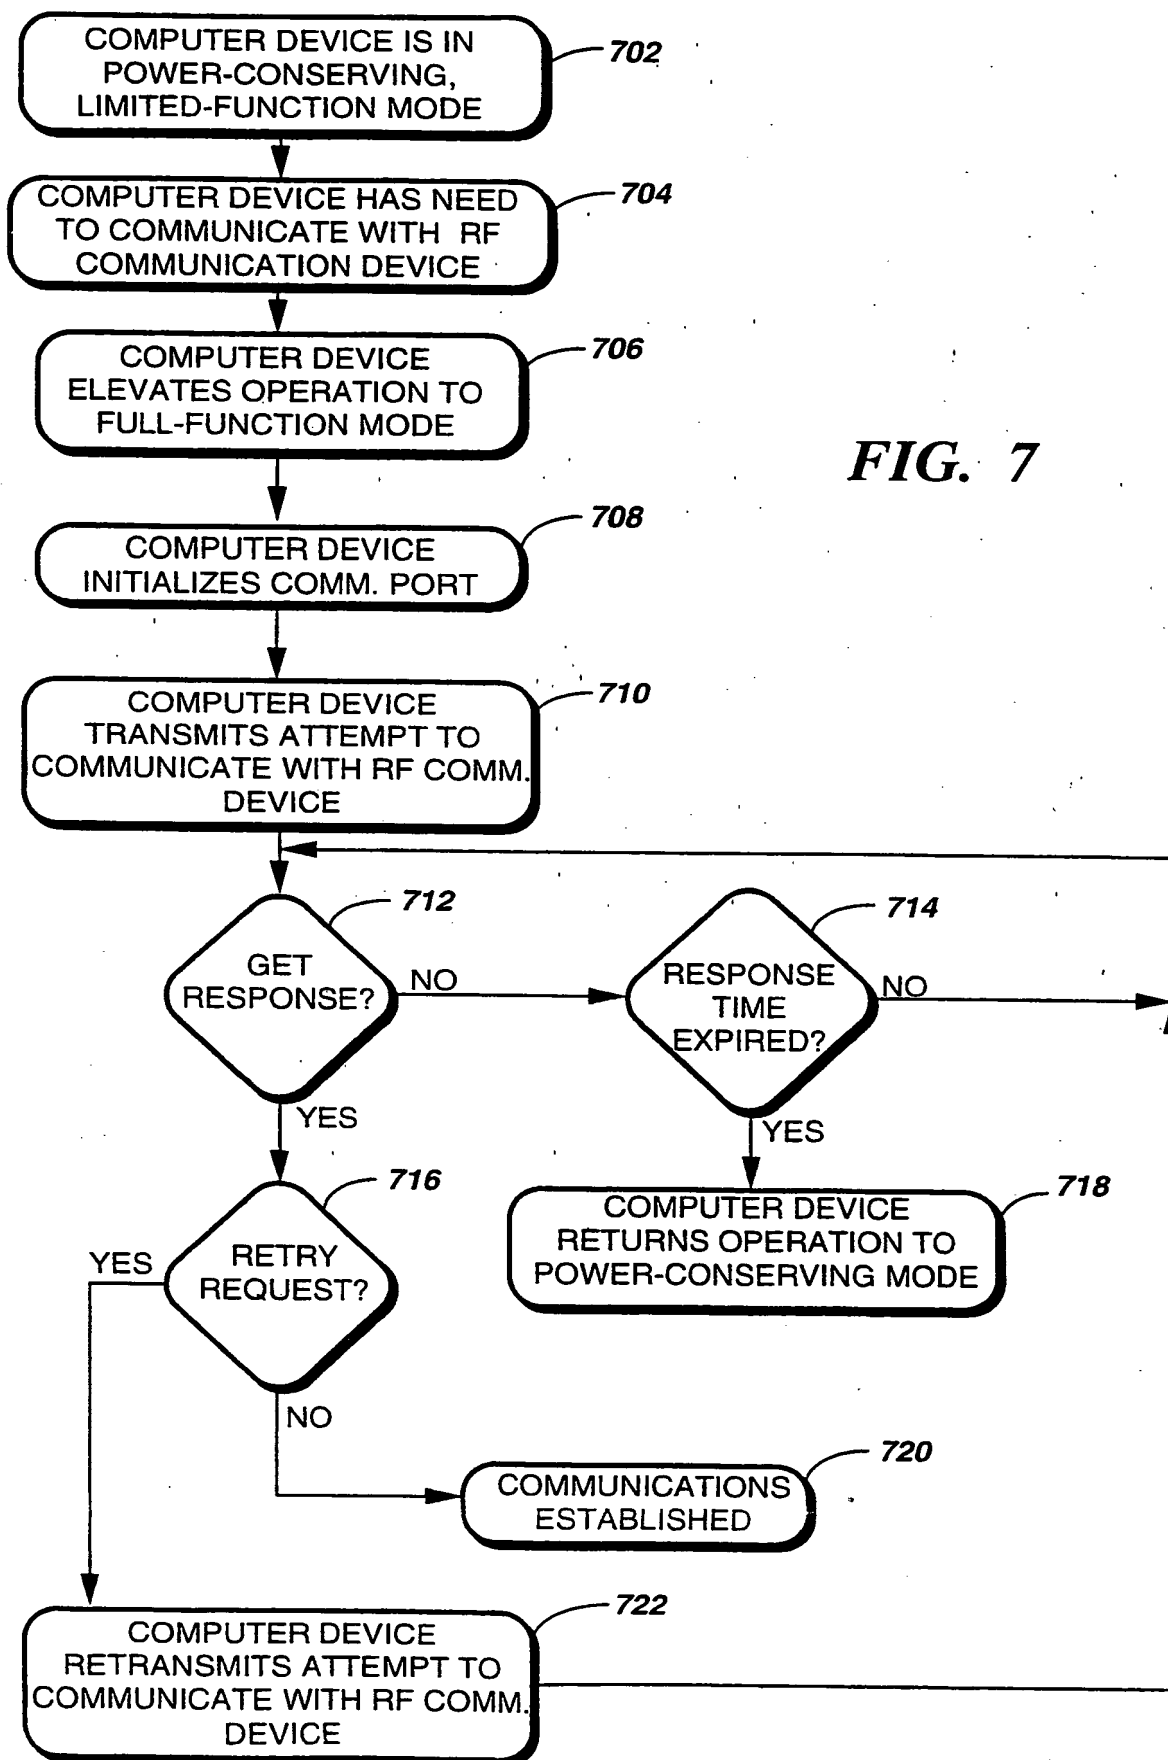 COMPUTER DEVICE IS IN
POWER-CONSERVING,
LIMITED-FUNCTION MODE
702
COMPUTER DEVICE HAS NEED
TO COMMUNICATE WITH RF
COMMUNICATION DEVICE
704
COMPUTER DEVICE
ELEVATES OPERATION TO
FULL-FUNCTION MODE
706
FIG. 7
COMPUTER DEVICE
INITIALIZES COMM. PORT
708
COMPUTER DEVICE
TRANSMITS ATTEMPT TO
COMMUNICATE WITH RF COMM.
DEVICE
710
GET
RESPONSE?
712
NO
RESPONSE
TIME
EXPIRED?
714
NO
YES
YES
RETRY
REQUEST?
716
COMPUTER DEVICE
RETURNS OPERATION TO
POWER-CONSERVING MODE
718
YES
NO
COMMUNICATIONS
ESTABLISHED
720
COMPUTER DEVICE
RETRANSMITS ATTEMPT TO
COMMUNICATE WITH RF COMM.
DEVICE
722